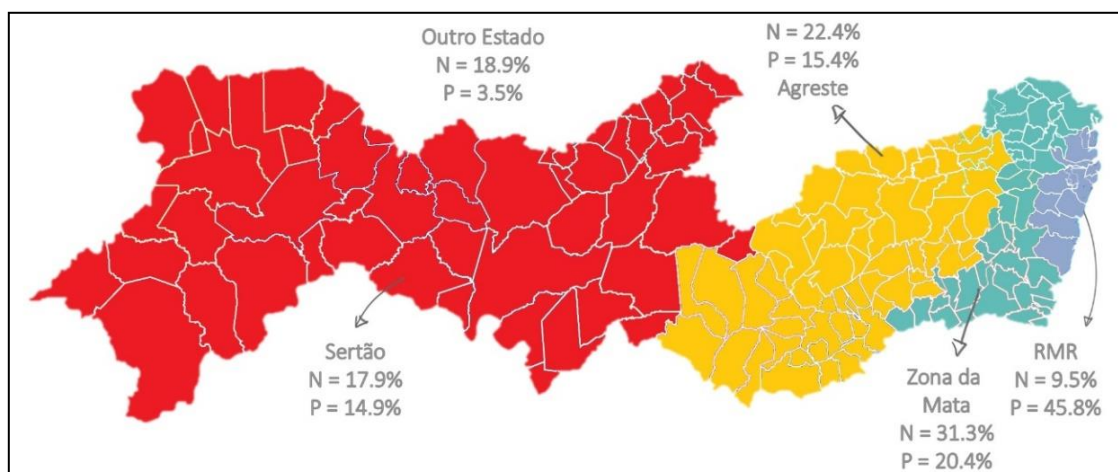 Outro Estado
N = 18.9%
P = 3.5%
N = 22.4%
P = 15.4%
Agreste
Sertão
N = 17.9%
P = 14.9%
Zona da
Mata
N = 31.3%
P = 20.4%
RMR
N = 9.5%
P = 45.8%